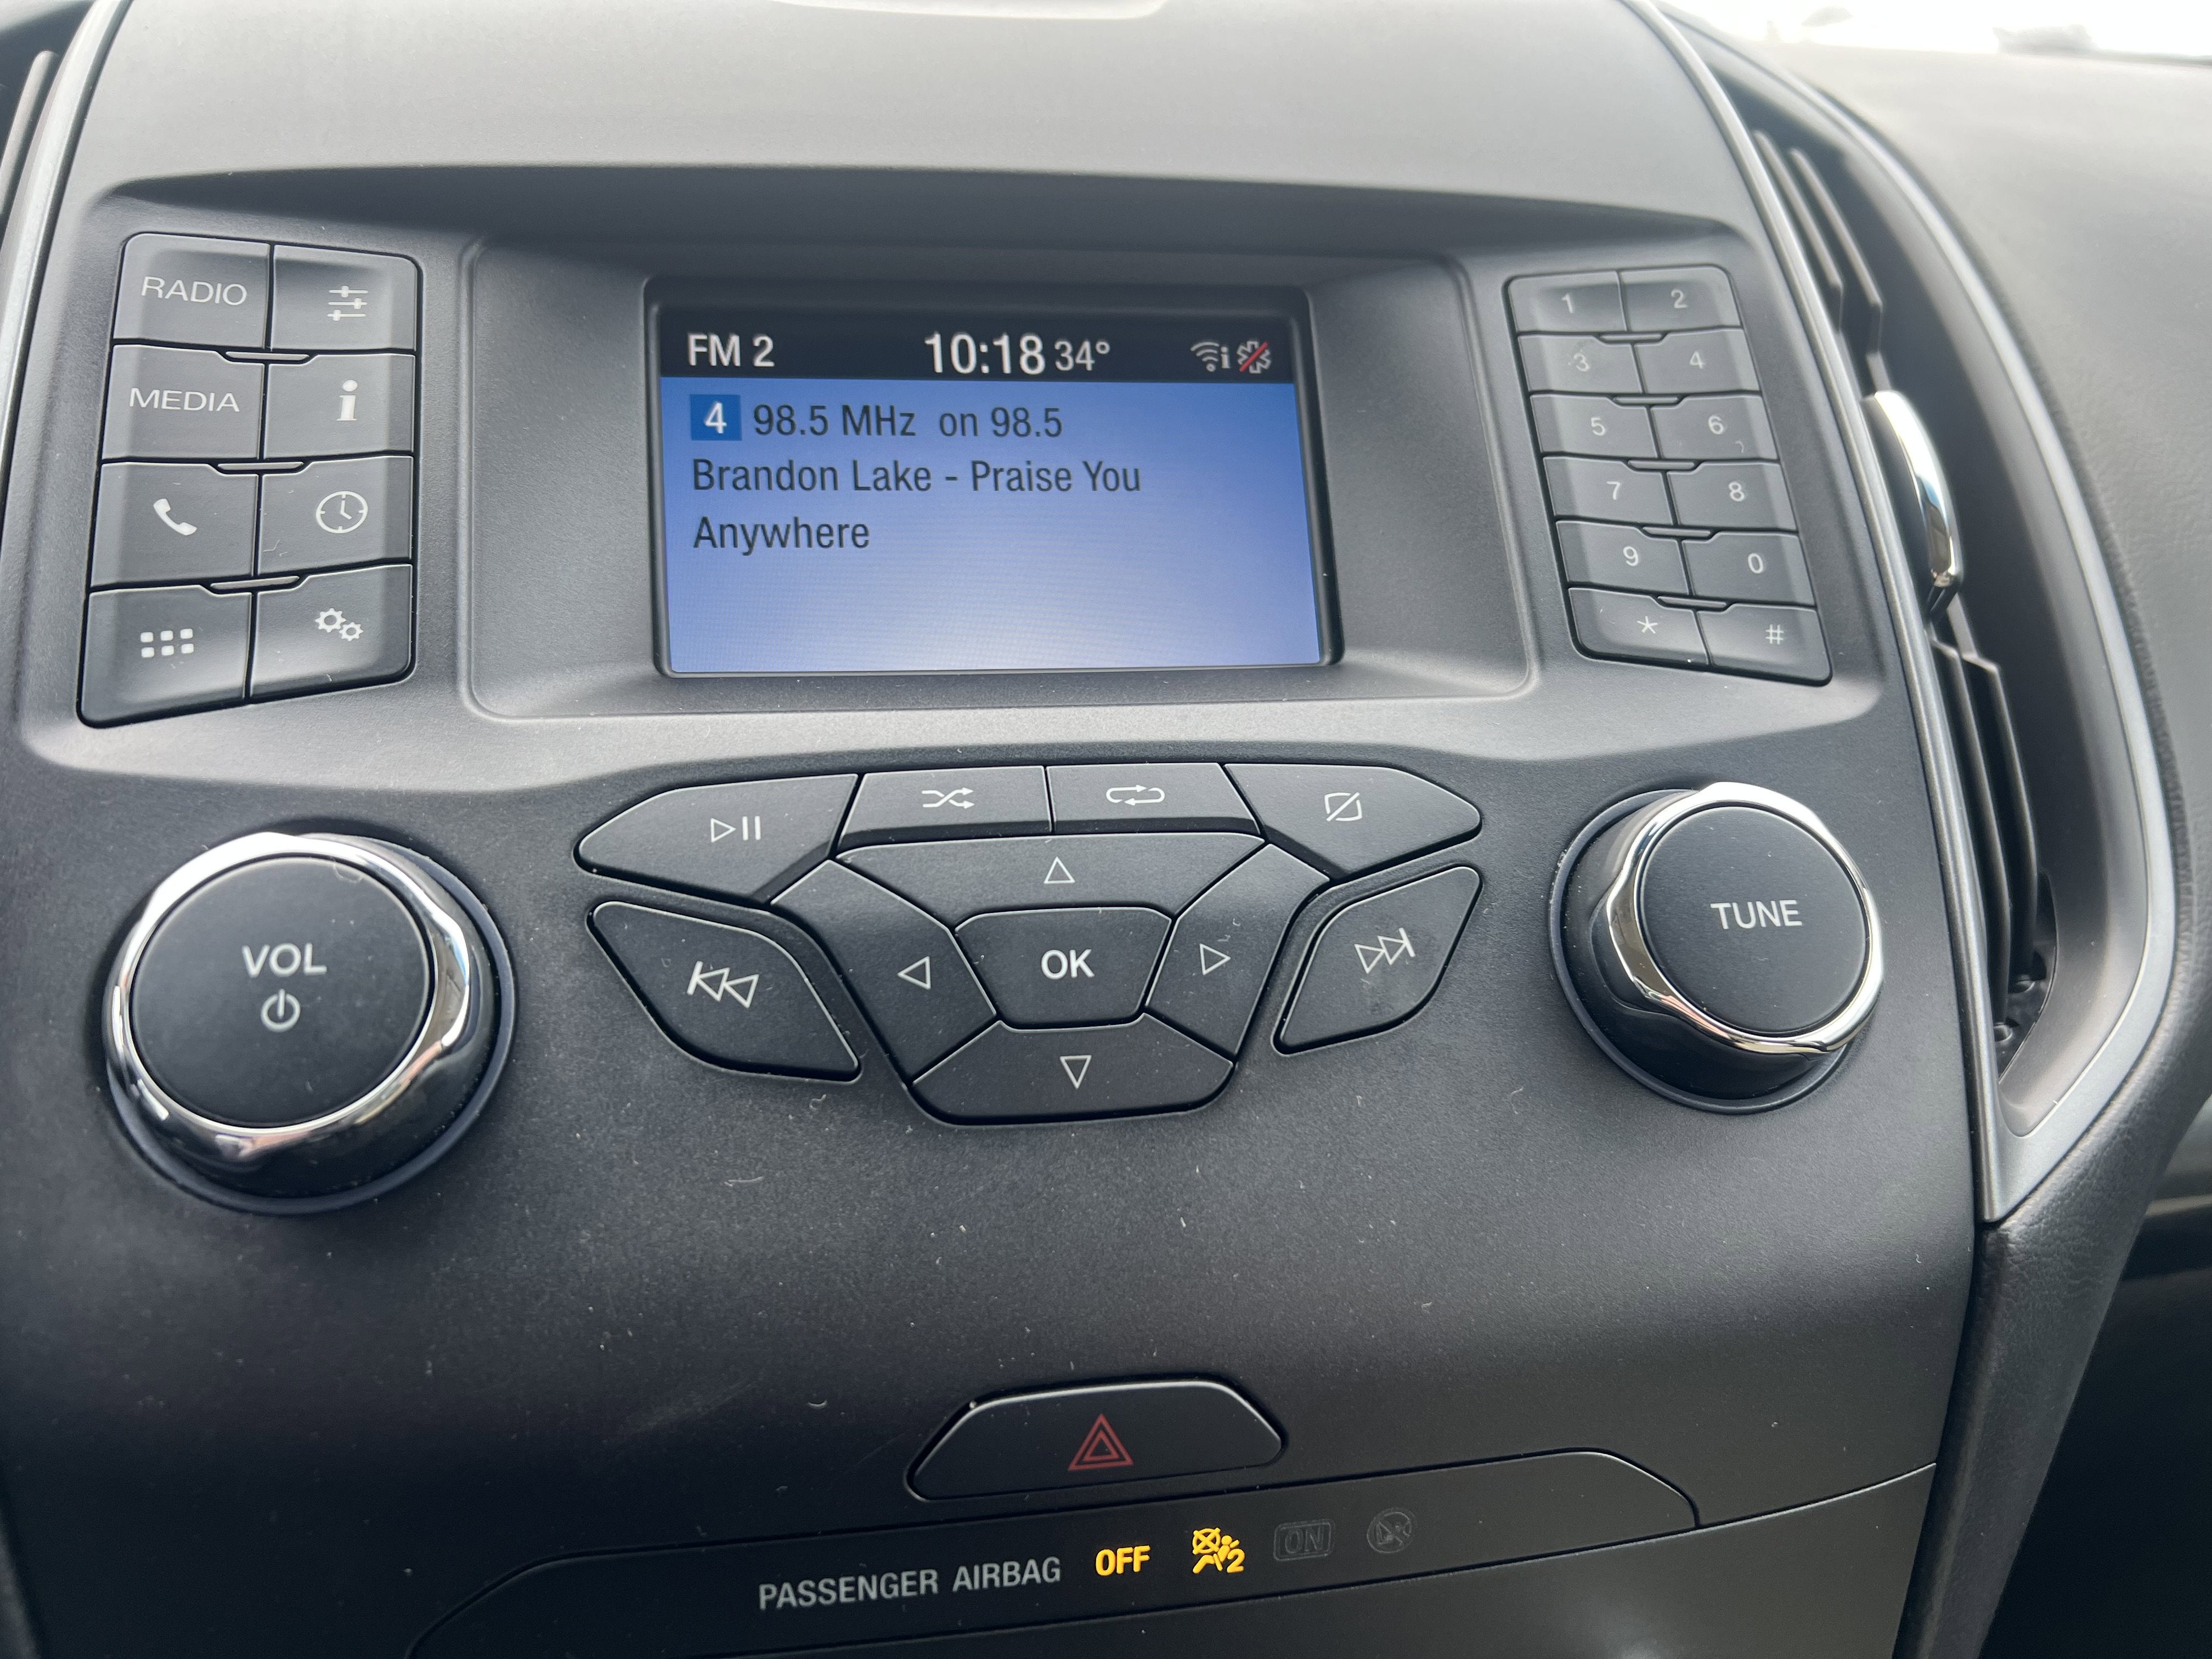 FM 2 10:18 34°
4 98.5 MHz on 98.5
Brandon Lake - Praise You
Anywhere
RADIO
MEDIA
i
1 2
3 4
5 6
7 8
9 0
* #
VOL
OK
TUNE
PASSENGER AIRBAG OFF 2 ON